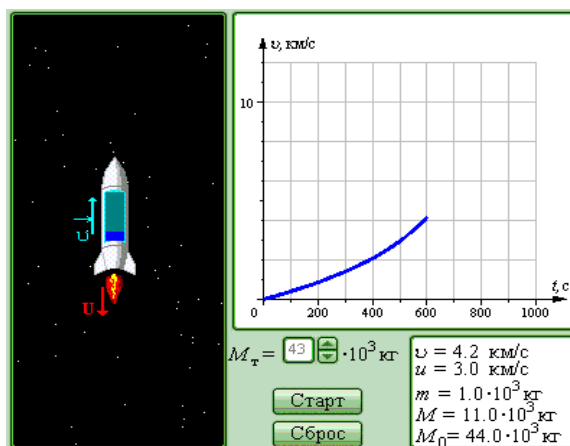 υ, км/с
10
200 400 600 800 1000
t, с
υ
U
Mт = 43 ·10³ кг
Старт
Сброс
υ = 4.2 км/с
u = 3.0 км/с
m = 1.0·10³ кг
M = 11.0·10³ кг
M₀ = 44.0·10³ кг